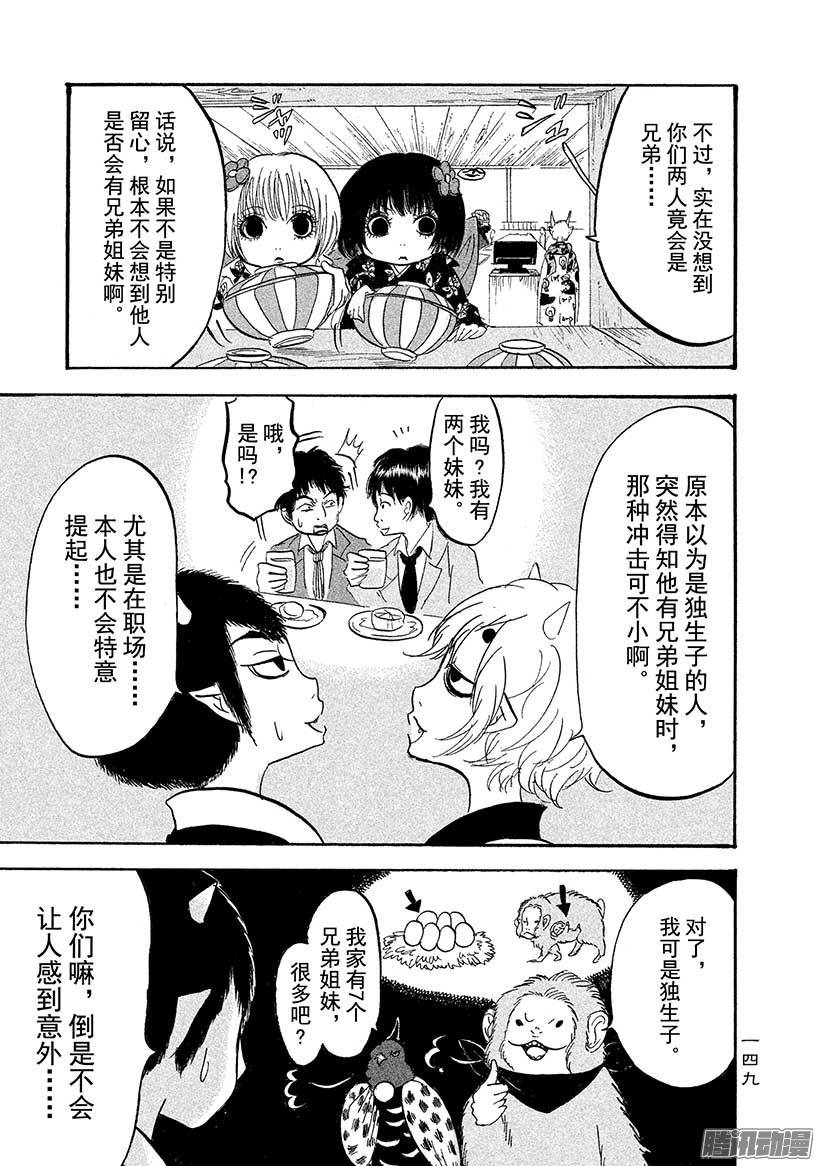 不过，实在没想到
你们两人竟会是
兄弟……
话说，如果不是特别
留心，根本不会想到他人
是否会有兄弟姐妹啊。
原本以为是独生子的人，
突然得知他有兄弟姐妹时，
那种冲击可不小啊。
我吗？我有
两个妹妹。
哦，
是吗！？
尤其是在职场……
本人也不会特意
提起……
对了，
我可是独生子。
我家有7个
兄弟姐妹，
很多吧？
你们嘛，倒是不会
让人感到意外……
一四九
腾讯动漫